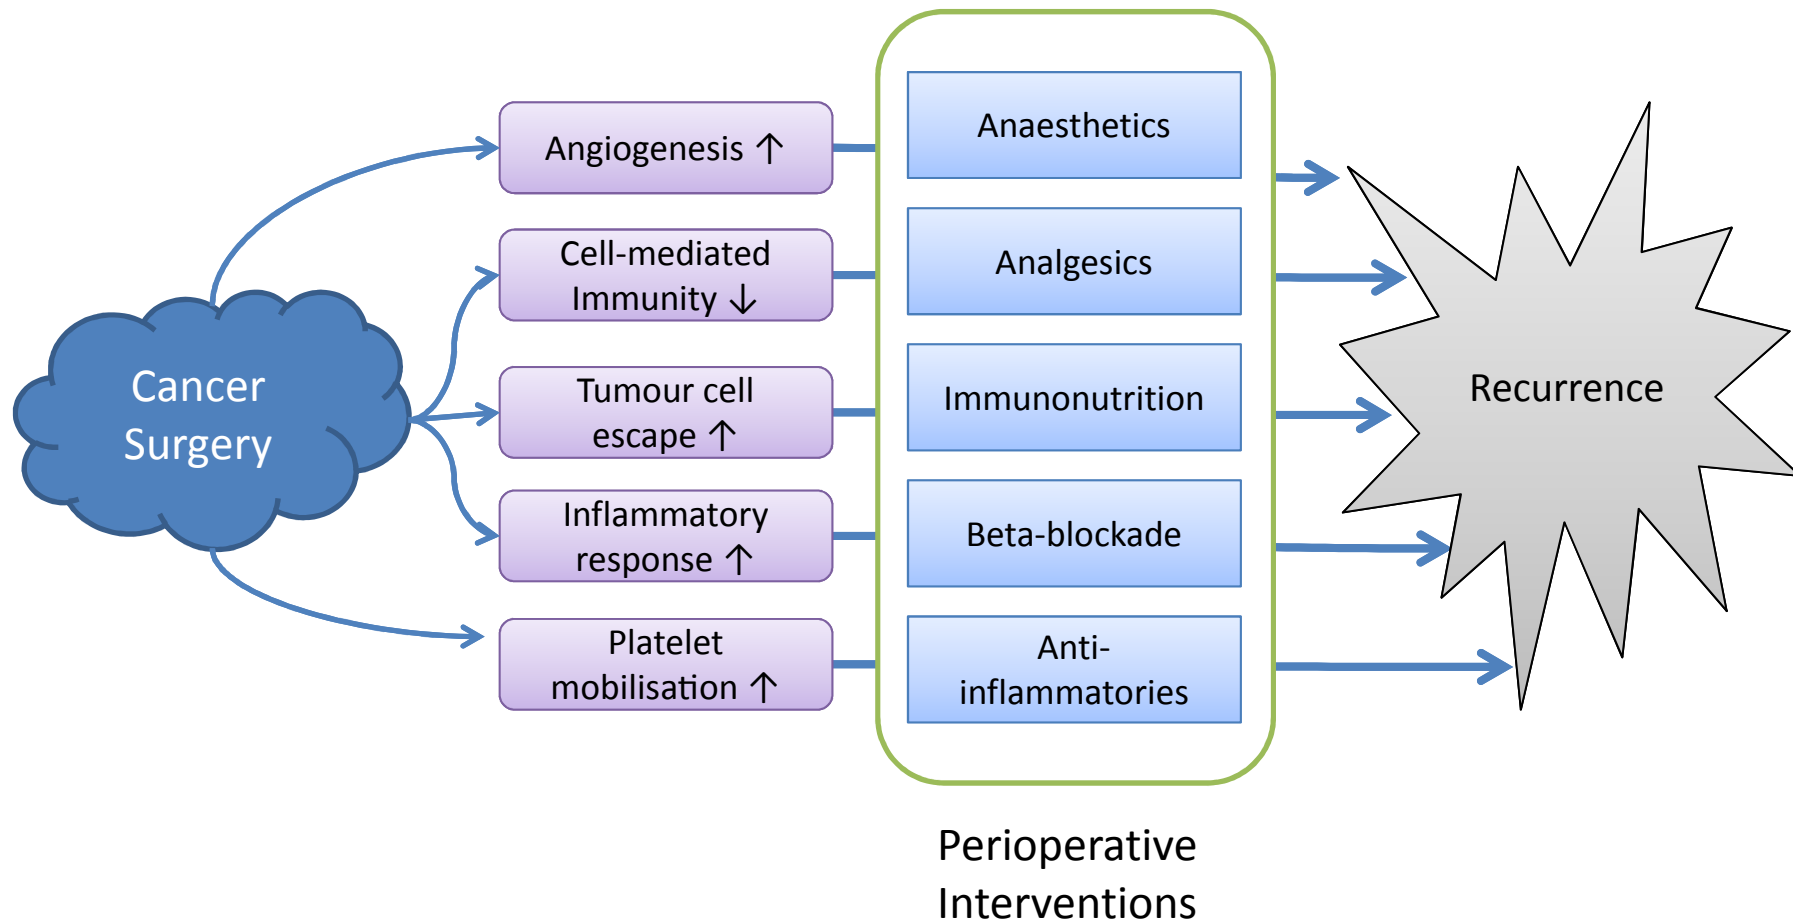 Cancer
Surgery
Angiogenesis ↑
Cell-mediated
Immunity ↓
Tumour cell
escape ↑
Inflammatory
response ↑
Platelet
mobilisation ↑
Anaesthetics
Analgesics
Immunonutrition
Beta-blockade
Anti-
inflammatories
Perioperative
Interventions
Recurrence